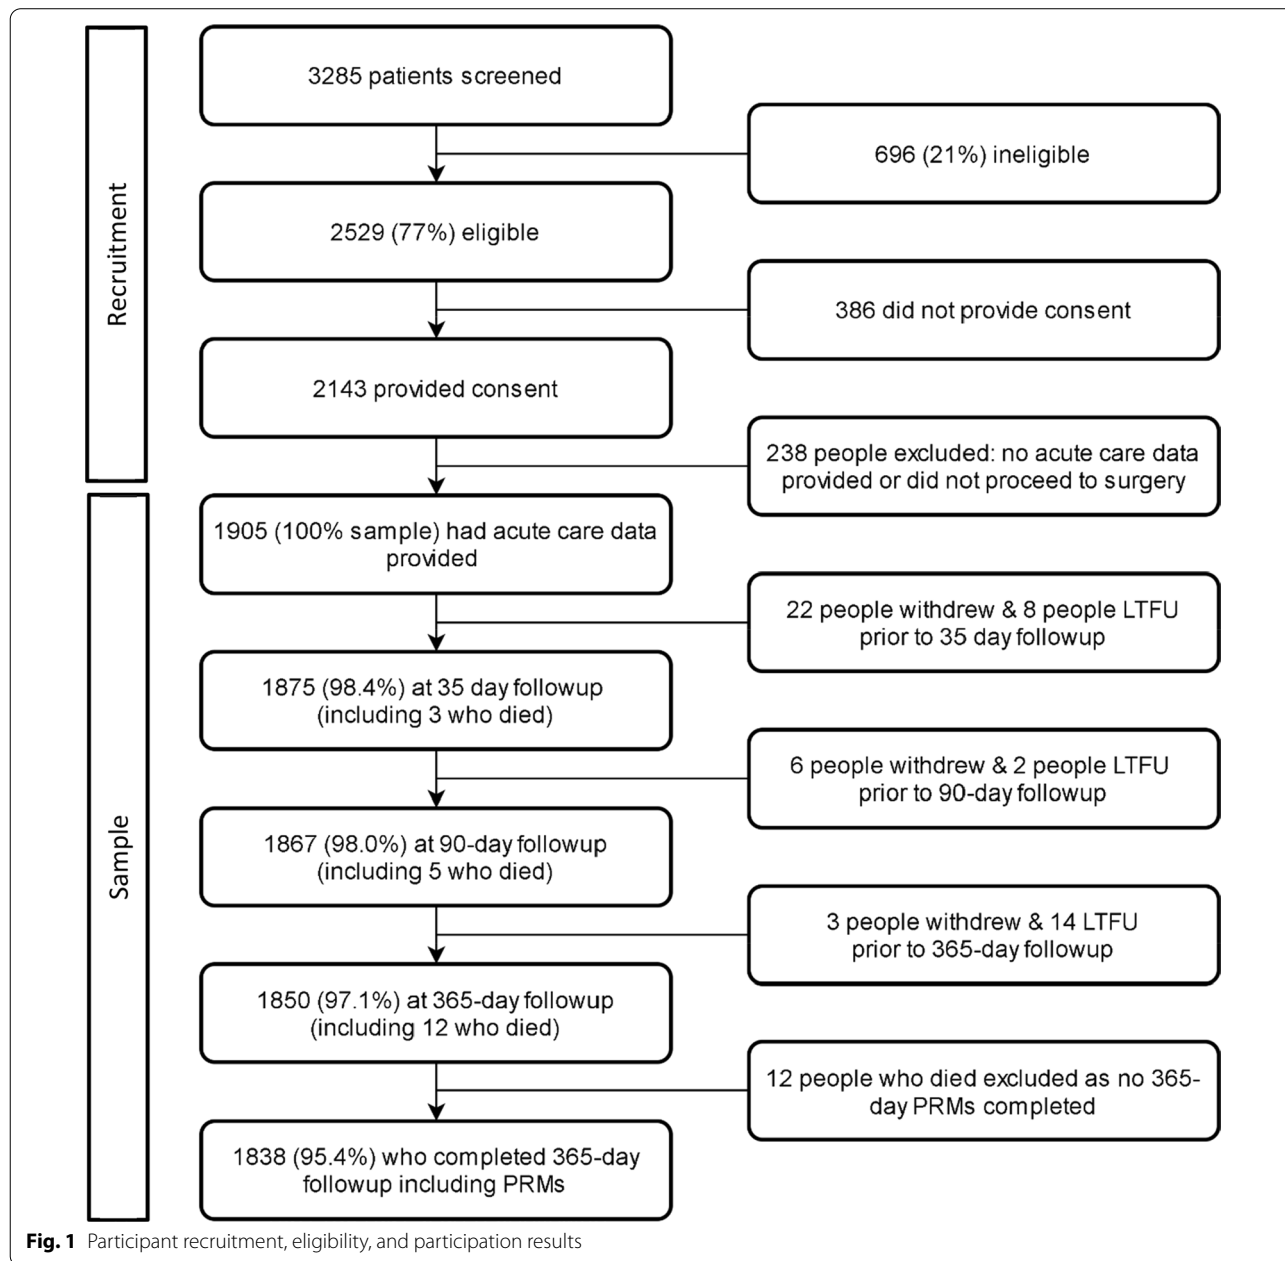 Recruitment
3285 patients screened
696 (21%) ineligible
2529 (77%) eligible
386 did not provide consent
2143 provided consent
238 people excluded: no acute care data
provided or did not proceed to surgery
Sample
1905 (100% sample) had acute care data
provided
22 people withdrew & 8 people LTFU
prior to 35 day followup
1875 (98.4%) at 35 day followup
(including 3 who died)
6 people withdrew & 2 people LTFU
prior to 90-day followup
1867 (98.0%) at 90-day followup
(including 5 who died)
3 people withdrew & 14 LTFU
prior to 365-day followup
1850 (97.1%) at 365-day followup
(including 12 who died)
12 people who died excluded as no 365-
day PRMs completed
1838 (95.4%) who completed 365-day
followup including PRMs
Fig. 1 Participant recruitment, eligibility, and participation results